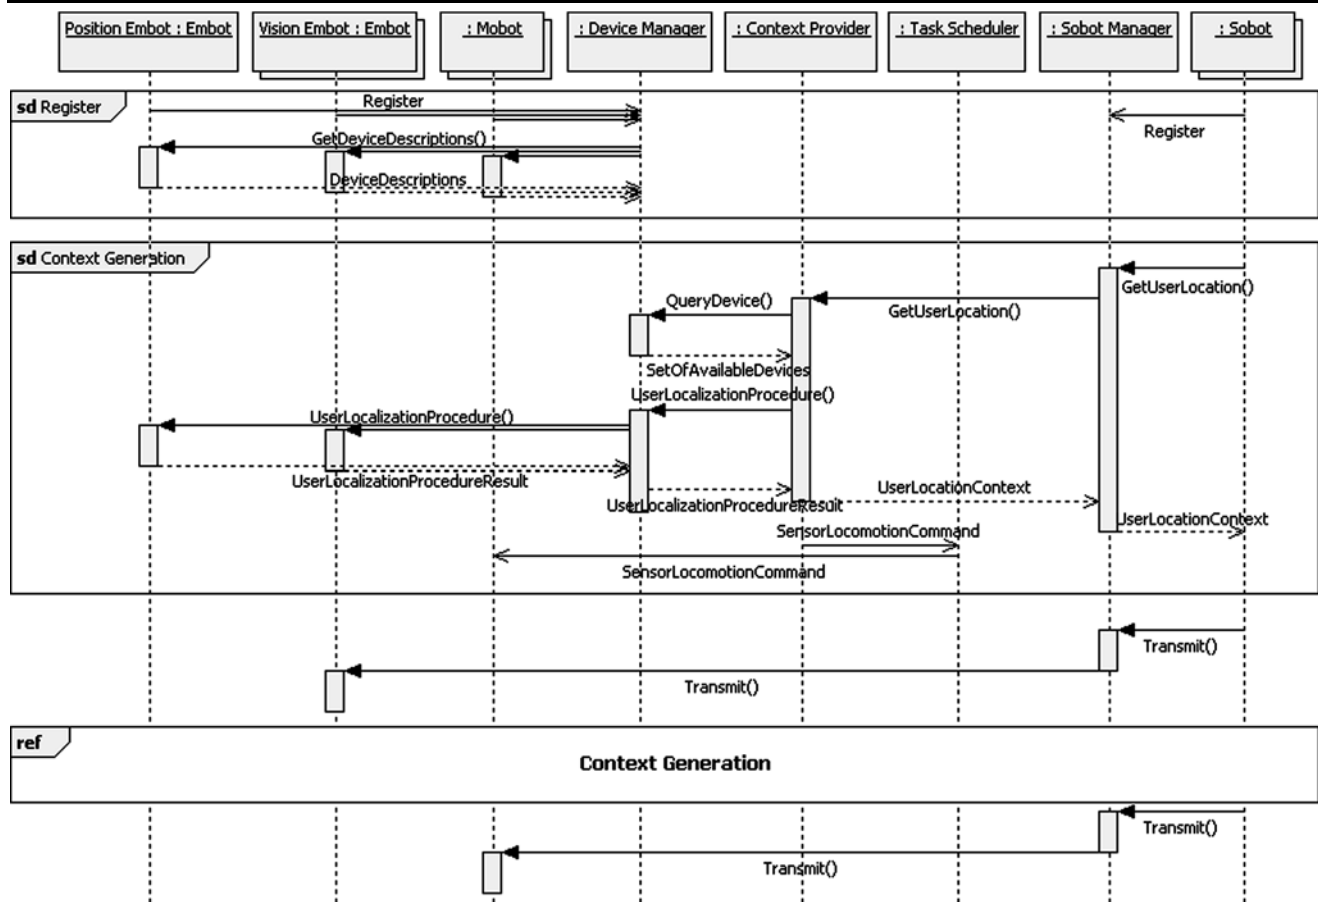 Position Embot : Embot
Vision Embot : Embot
: Mobot
: Device Manager
: Context Provider
: Task Scheduler
: Sobot Manager
: Sobot
sd Register
Register
Register
GetDeviceDescriptions()
DeviceDescriptions
sd Context Generation
GetUserLocation()
QueryDevice()
GetUserLocation()
SetOfAvailableDevices
UserLocalizationProcedure()
UserLocalizationProcedure()
UserLocalizationProcedureResult
UserLocationContext
UserLocalizationProcedureResult
UserLocationContext
SensorLocomotionCommand
SensorLocomotionCommand
Transmit()
Transmit()
ref
Context Generation
Transmit()
Transmit()